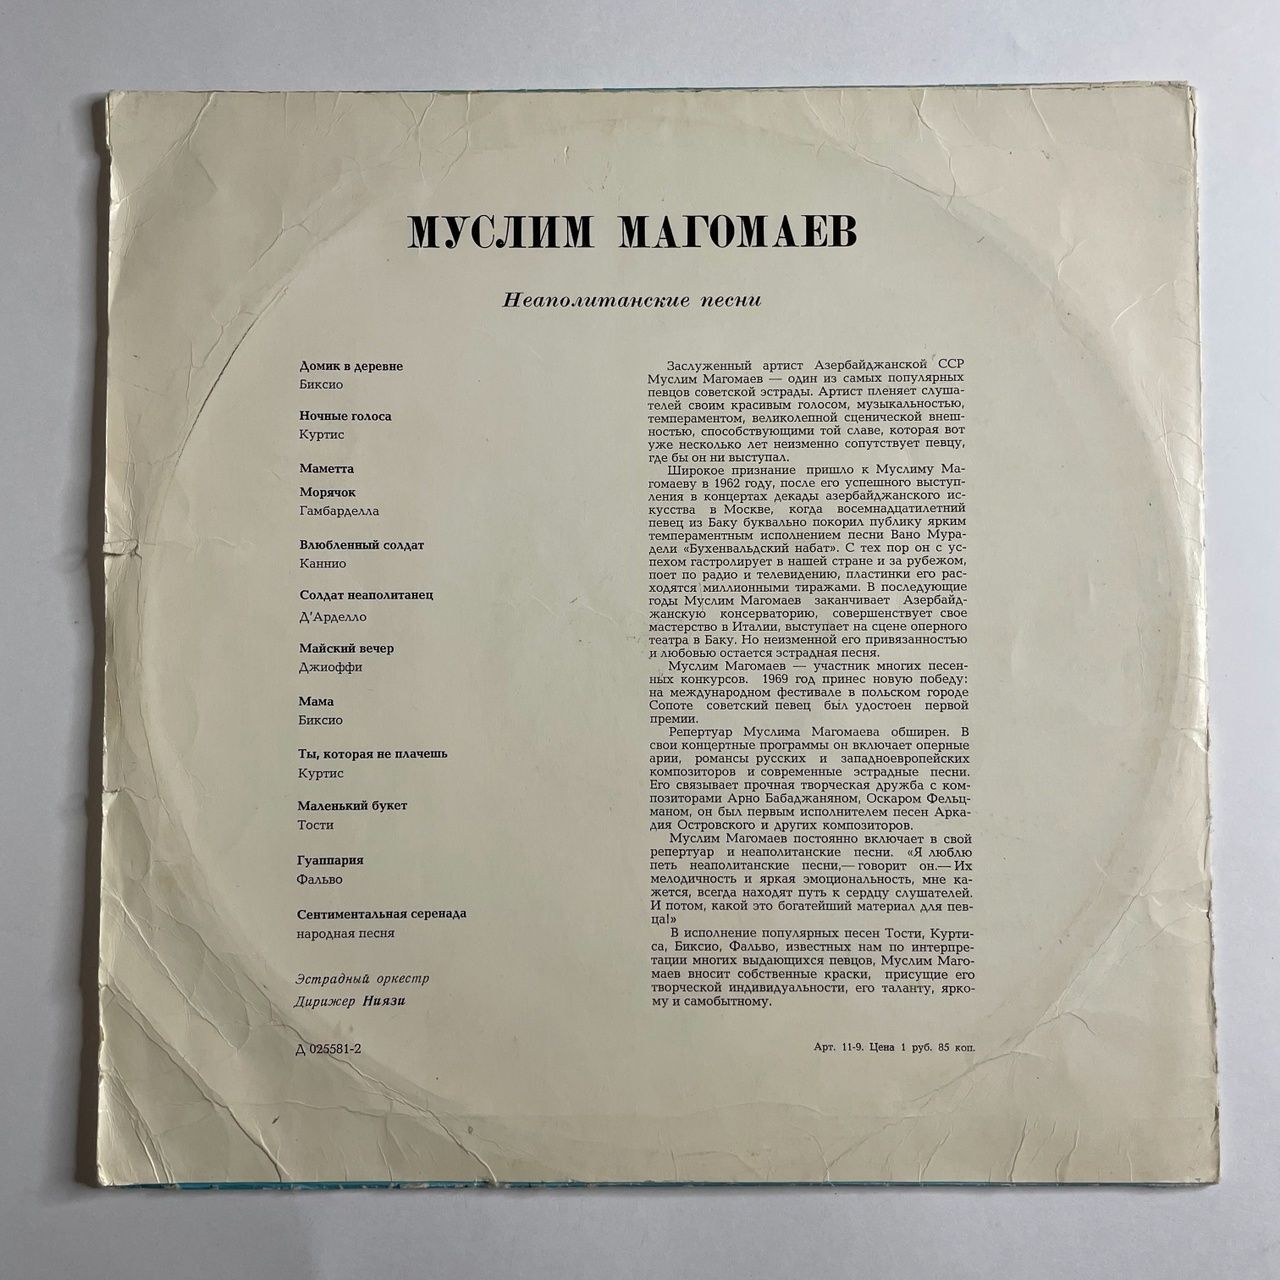 МУСЛИМ МАГОМАЕВ
Неаполитанские песни
Домик в деревне
Биксио
Ночные голоса
Куртис
Маметта
Морячок
Гамбарделла
Влюбленный солдат
Каннио
Солдат неаполитанец
Д'Арделло
Майский вечер
Джиоффи
Мама
Биксио
Ты, которая не плачешь
Куртис
Маленький букет
Тости
Гуаппария
Фальво
Сентиментальная серенада
народная песня
Эстрадный оркестр
Дирижер Ниязи
Д 025581-2
Заслуженный артист Азербайджанской ССР
Муслим Магомаев — один из самых популярных
певцов советской эстрады. Артист пленяет слуша-
телей своим красивым голосом, музыкальностью,
темпераментом, великолепной сценической внеш-
ностью, способствующими той славе, которая вот
уже несколько лет неизменно сопутствует певцу,
где бы он ни выступал.
Широкое признание пришло к Муслиму Ма-
гомаеву в 1962 году, после его успешного выступ-
ления в концертах декады азербайджанского ис-
кусства в Москве, когда восемнадцатилетний
певец из Баку буквально покорил публику ярким
темпераментным исполнением песни Вано Мура-
дели «Бухенвальдский набат». С тех пор он с ус-
пехом гастролирует в нашей стране и за рубежом,
поет по радио и телевидению, пластинки его рас-
ходятся миллионными тиражами. В последующие
годы Муслим Магомаев заканчивает Азербайд-
жанскую консерваторию, совершенствует свое
мастерство в Италии, выступает на сцене оперного
театра в Баку. Но неизменной его привязанностью
и любовью остается эстрадная песня.
Муслим Магомаев — участник многих песен-
ных конкурсов. 1969 год принес новую победу:
на международном фестивале в польском городе
Сопоте советский певец был удостоен первой
премии.
Репертуар Муслима Магомаева обширен. В
свои концертные программы он включает оперные
арии, романсы русских и западноевропейских
композиторов и современные эстрадные песни.
Его связывает прочная творческая дружба с ком-
позиторами Арно Бабаджаняном, Оскаром Фельц-
маном, он был первым исполнителем песен Арка-
дия Островского и других композиторов.
Муслим Магомаев постоянно включает в свой
репертуар и неаполитанские песни. «Я люблю
петь неаполитанские песни,— говорит он.— Их
мелодичность и яркая эмоциональность, мне ка-
жется, всегда находят путь к сердцу слушателей.
И потом, какой это богатейший материал для пев-
ца!»
В исполнение популярных песен Тости, Курти-
са, Биксио, Фальво, известных нам по интерпре-
тации многих выдающихся певцов, Муслим Маго-
маев вносит собственные краски, присущие его
творческой индивидуальности, его таланту, ярко-
му и самобытному.
Арт. 11-9. Цена 1 руб. 85 коп.